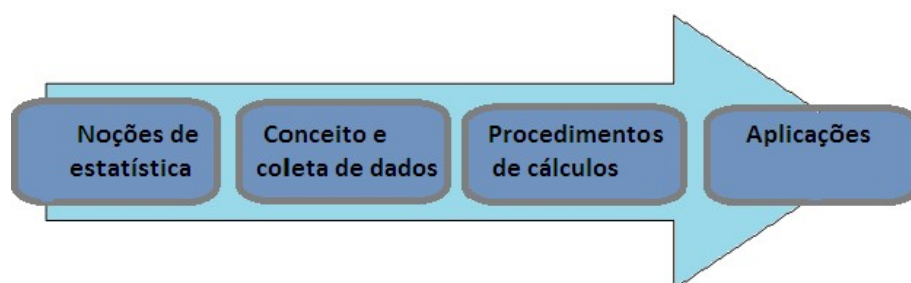 Noções de
estatística
Conceito e
coleta de dados
Procedimentos
de cálculos
Aplicações